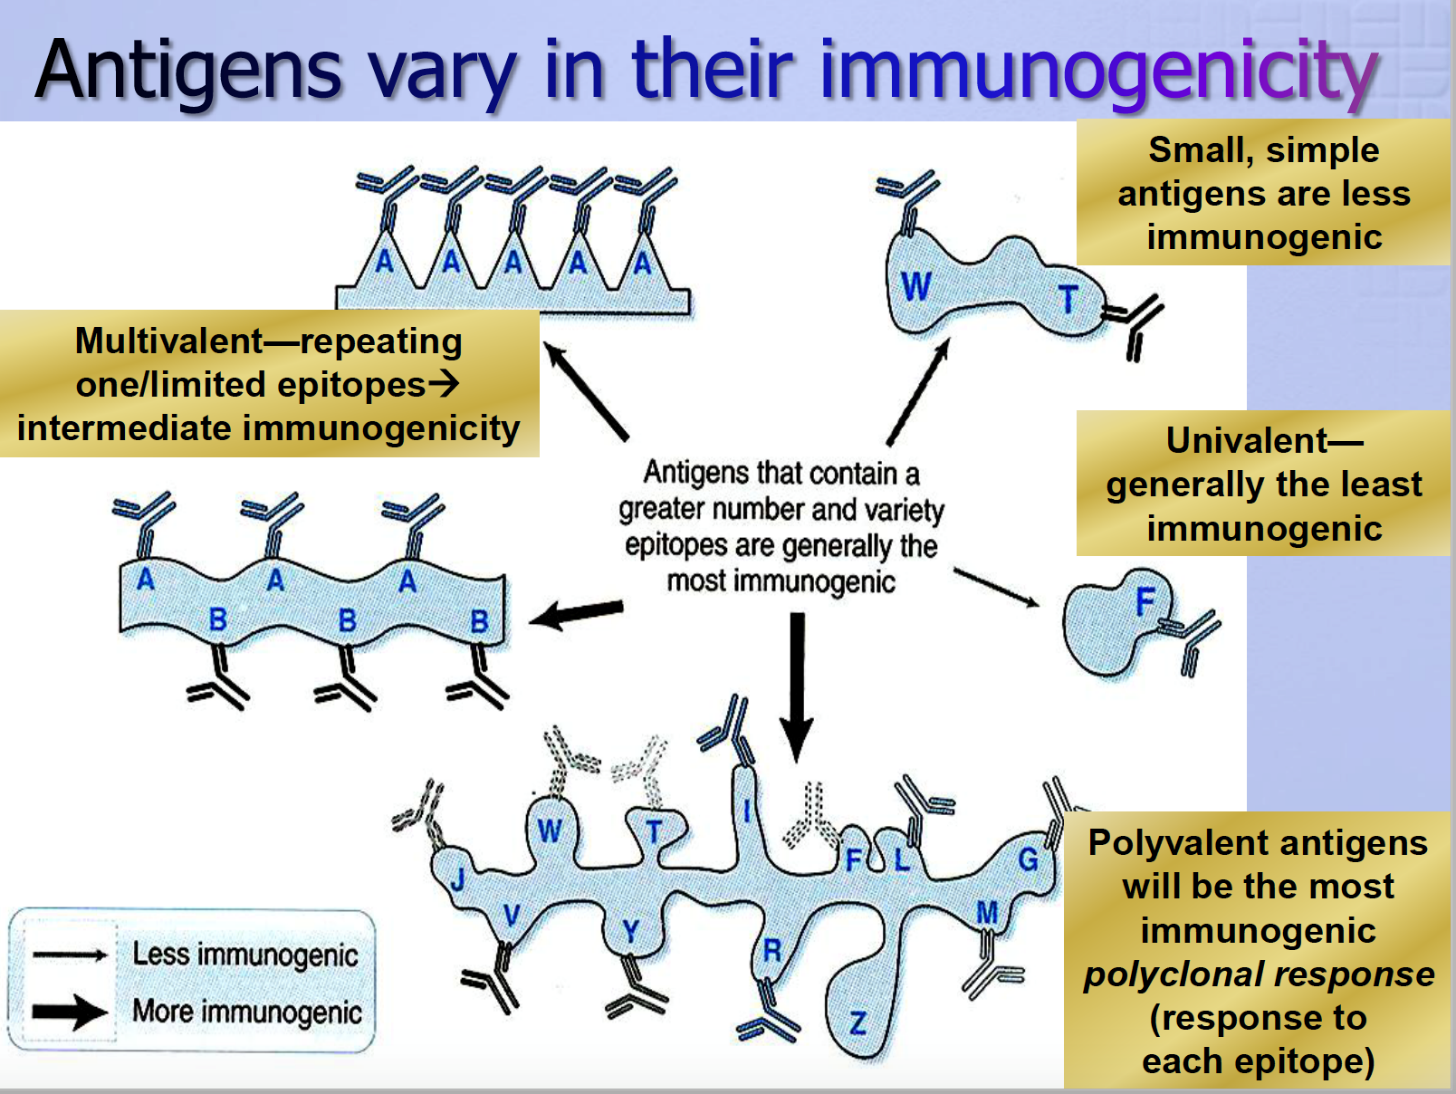 Antigens vary in their immunogenicity
Small, simple
antigens are less
immunogenic
A A A A A
W T
Multivalent—repeating
one/limited epitopes→
intermediate immunogenicity
Univalent—
generally the least
immunogenic
Antigens that contain a
greater number and variety
epitopes are generally the
most immunogenic
A A A
B B B
F
W T I F L G
J V Y R M
Z
Polyvalent antigens
will be the most
immunogenic
polyclonal response
(response to
each epitope)
Less immunogenic
More immunogenic